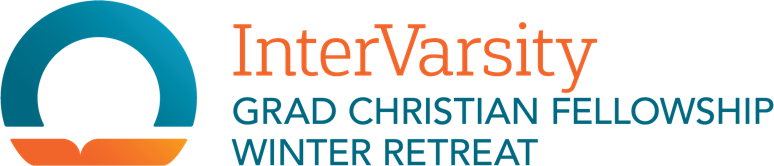 InterVarsity
GRAD CHRISTIAN FELLOWSHIP
WINTER RETREAT